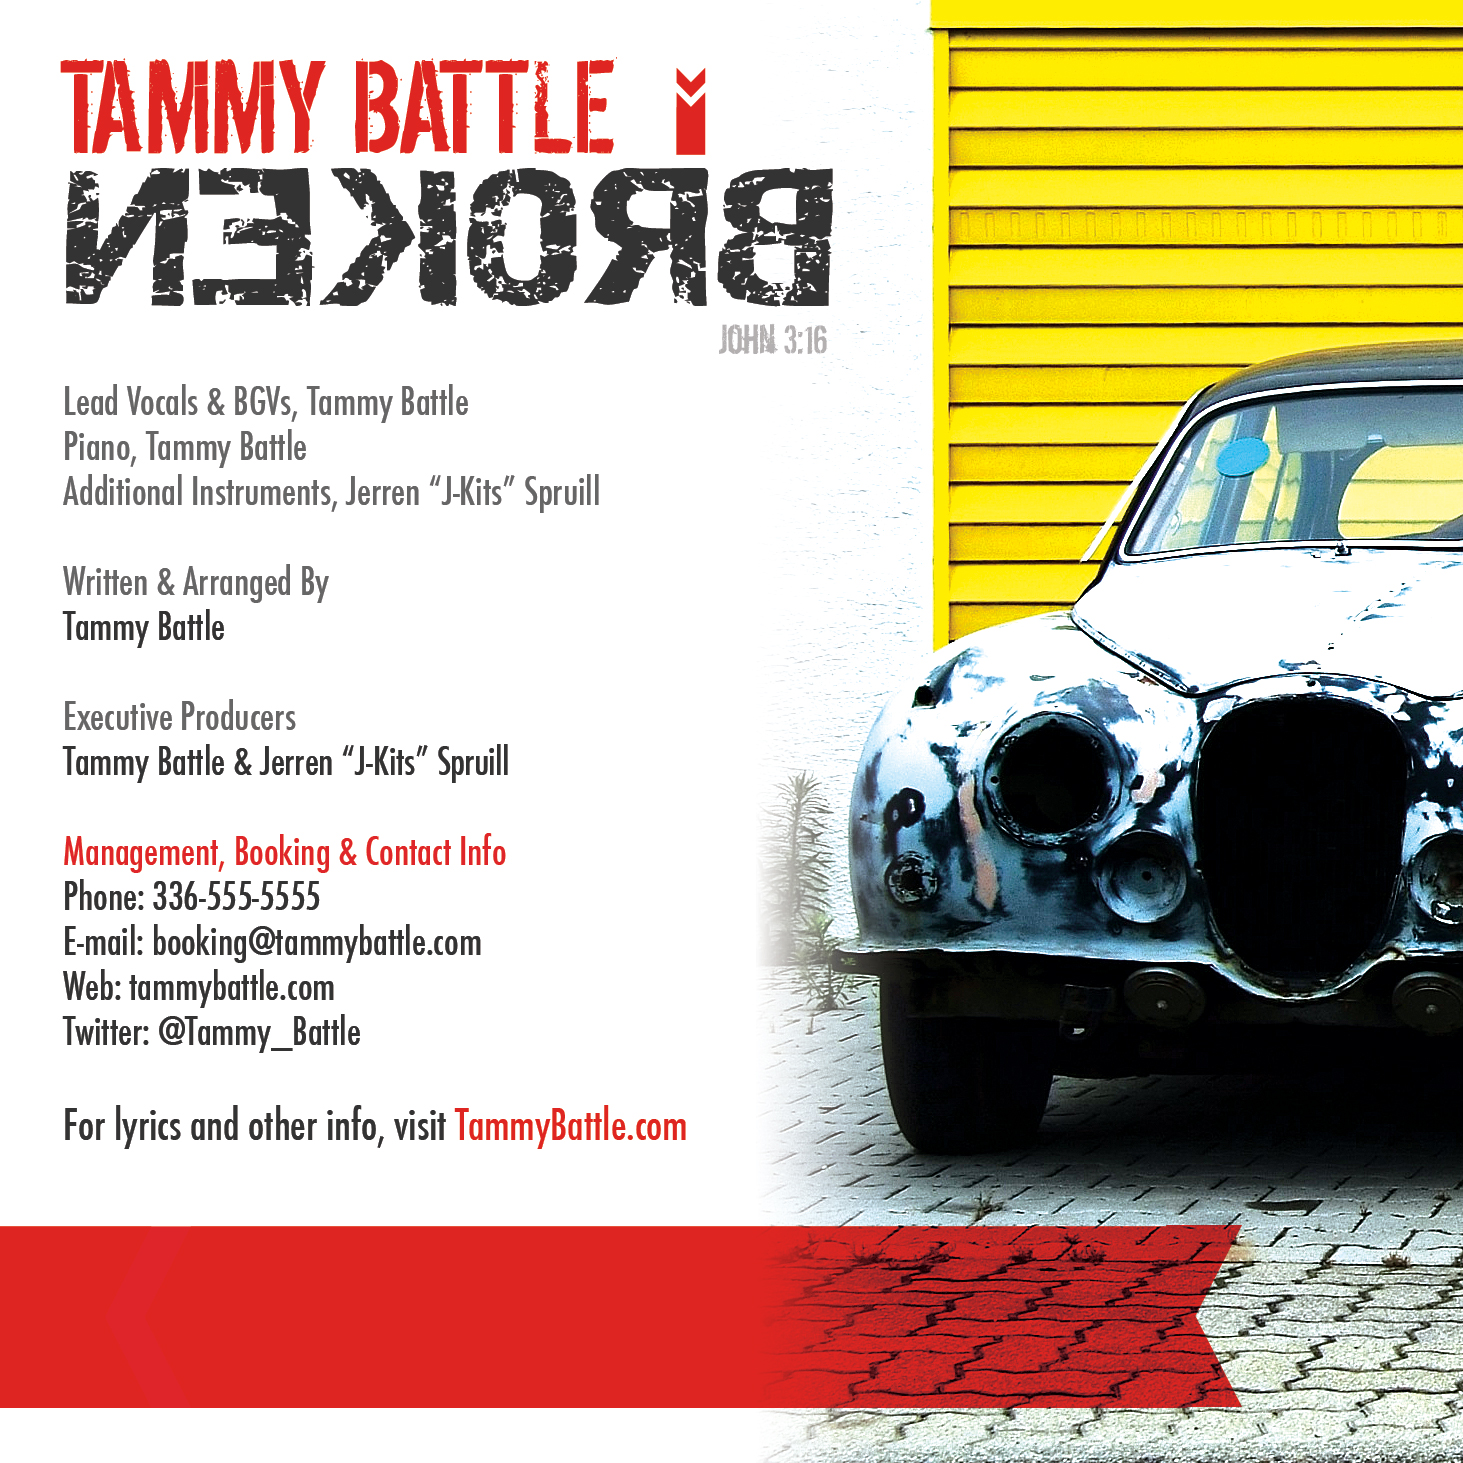 TAMMY BATTLE
BROKEN
JOHN 3:16
Lead Vocals & BGVs, Tammy Battle
Piano, Tammy Battle
Additional Instruments, Jerren “J-Kits” Spruill
Written & Arranged By
Tammy Battle
Executive Producers
Tammy Battle & Jerren “J-Kits” Spruill
Management, Booking & Contact Info
Phone: 336-555-5555
E-mail: booking@tammybattle.com
Web: tammybattle.com
Twitter: @Tammy_Battle
For lyrics and other info, visit TammyBattle.com